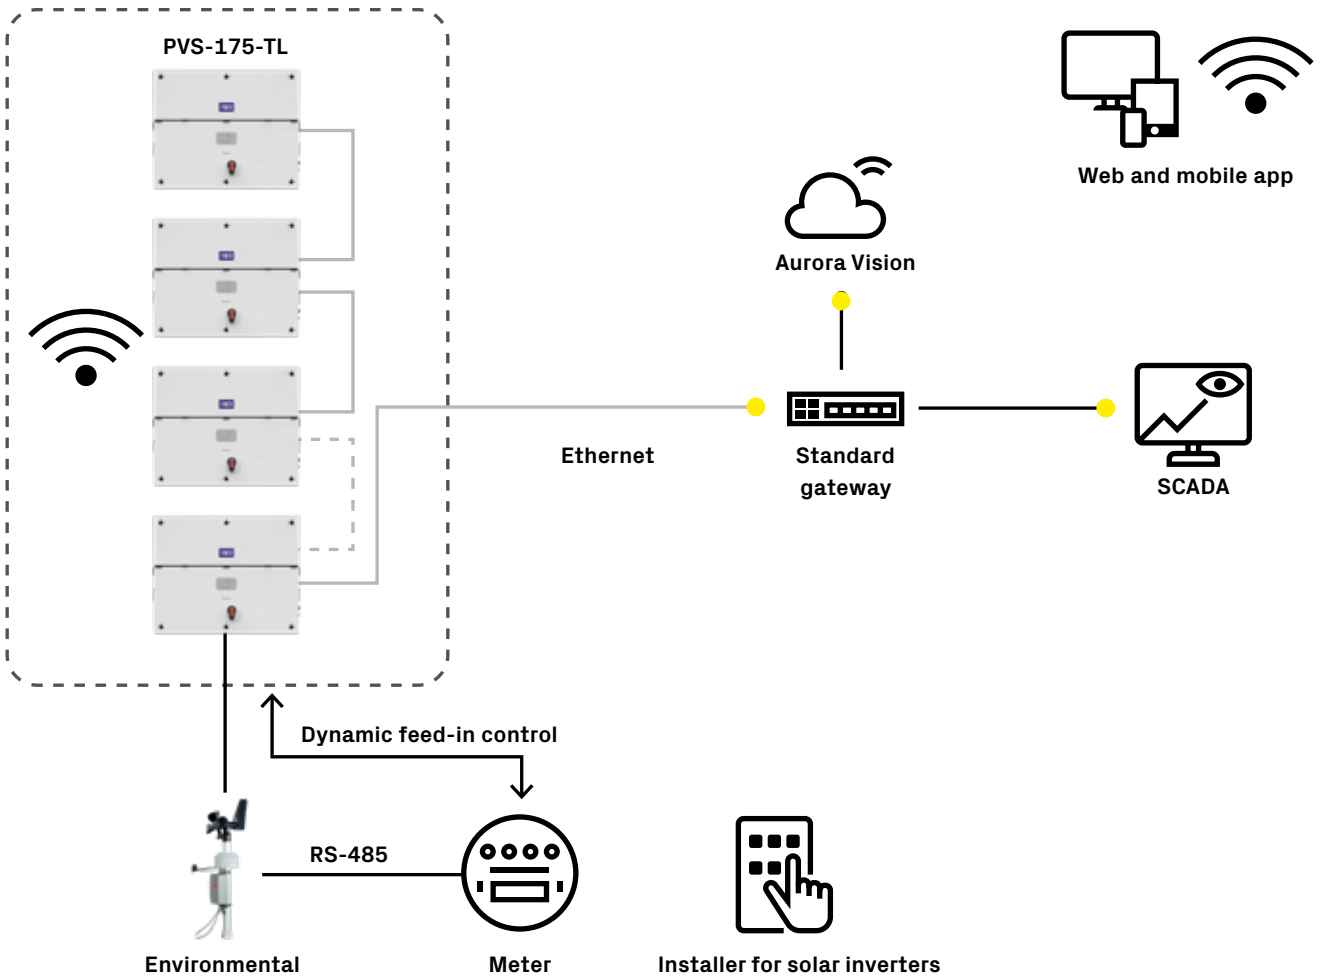 PVS-175-TL
Web and mobile app
Aurora Vision
Ethernet
Standard
gateway
SCADA
Dynamic feed-in control
RS-485
Environmental
Meter
Installer for solar inverters